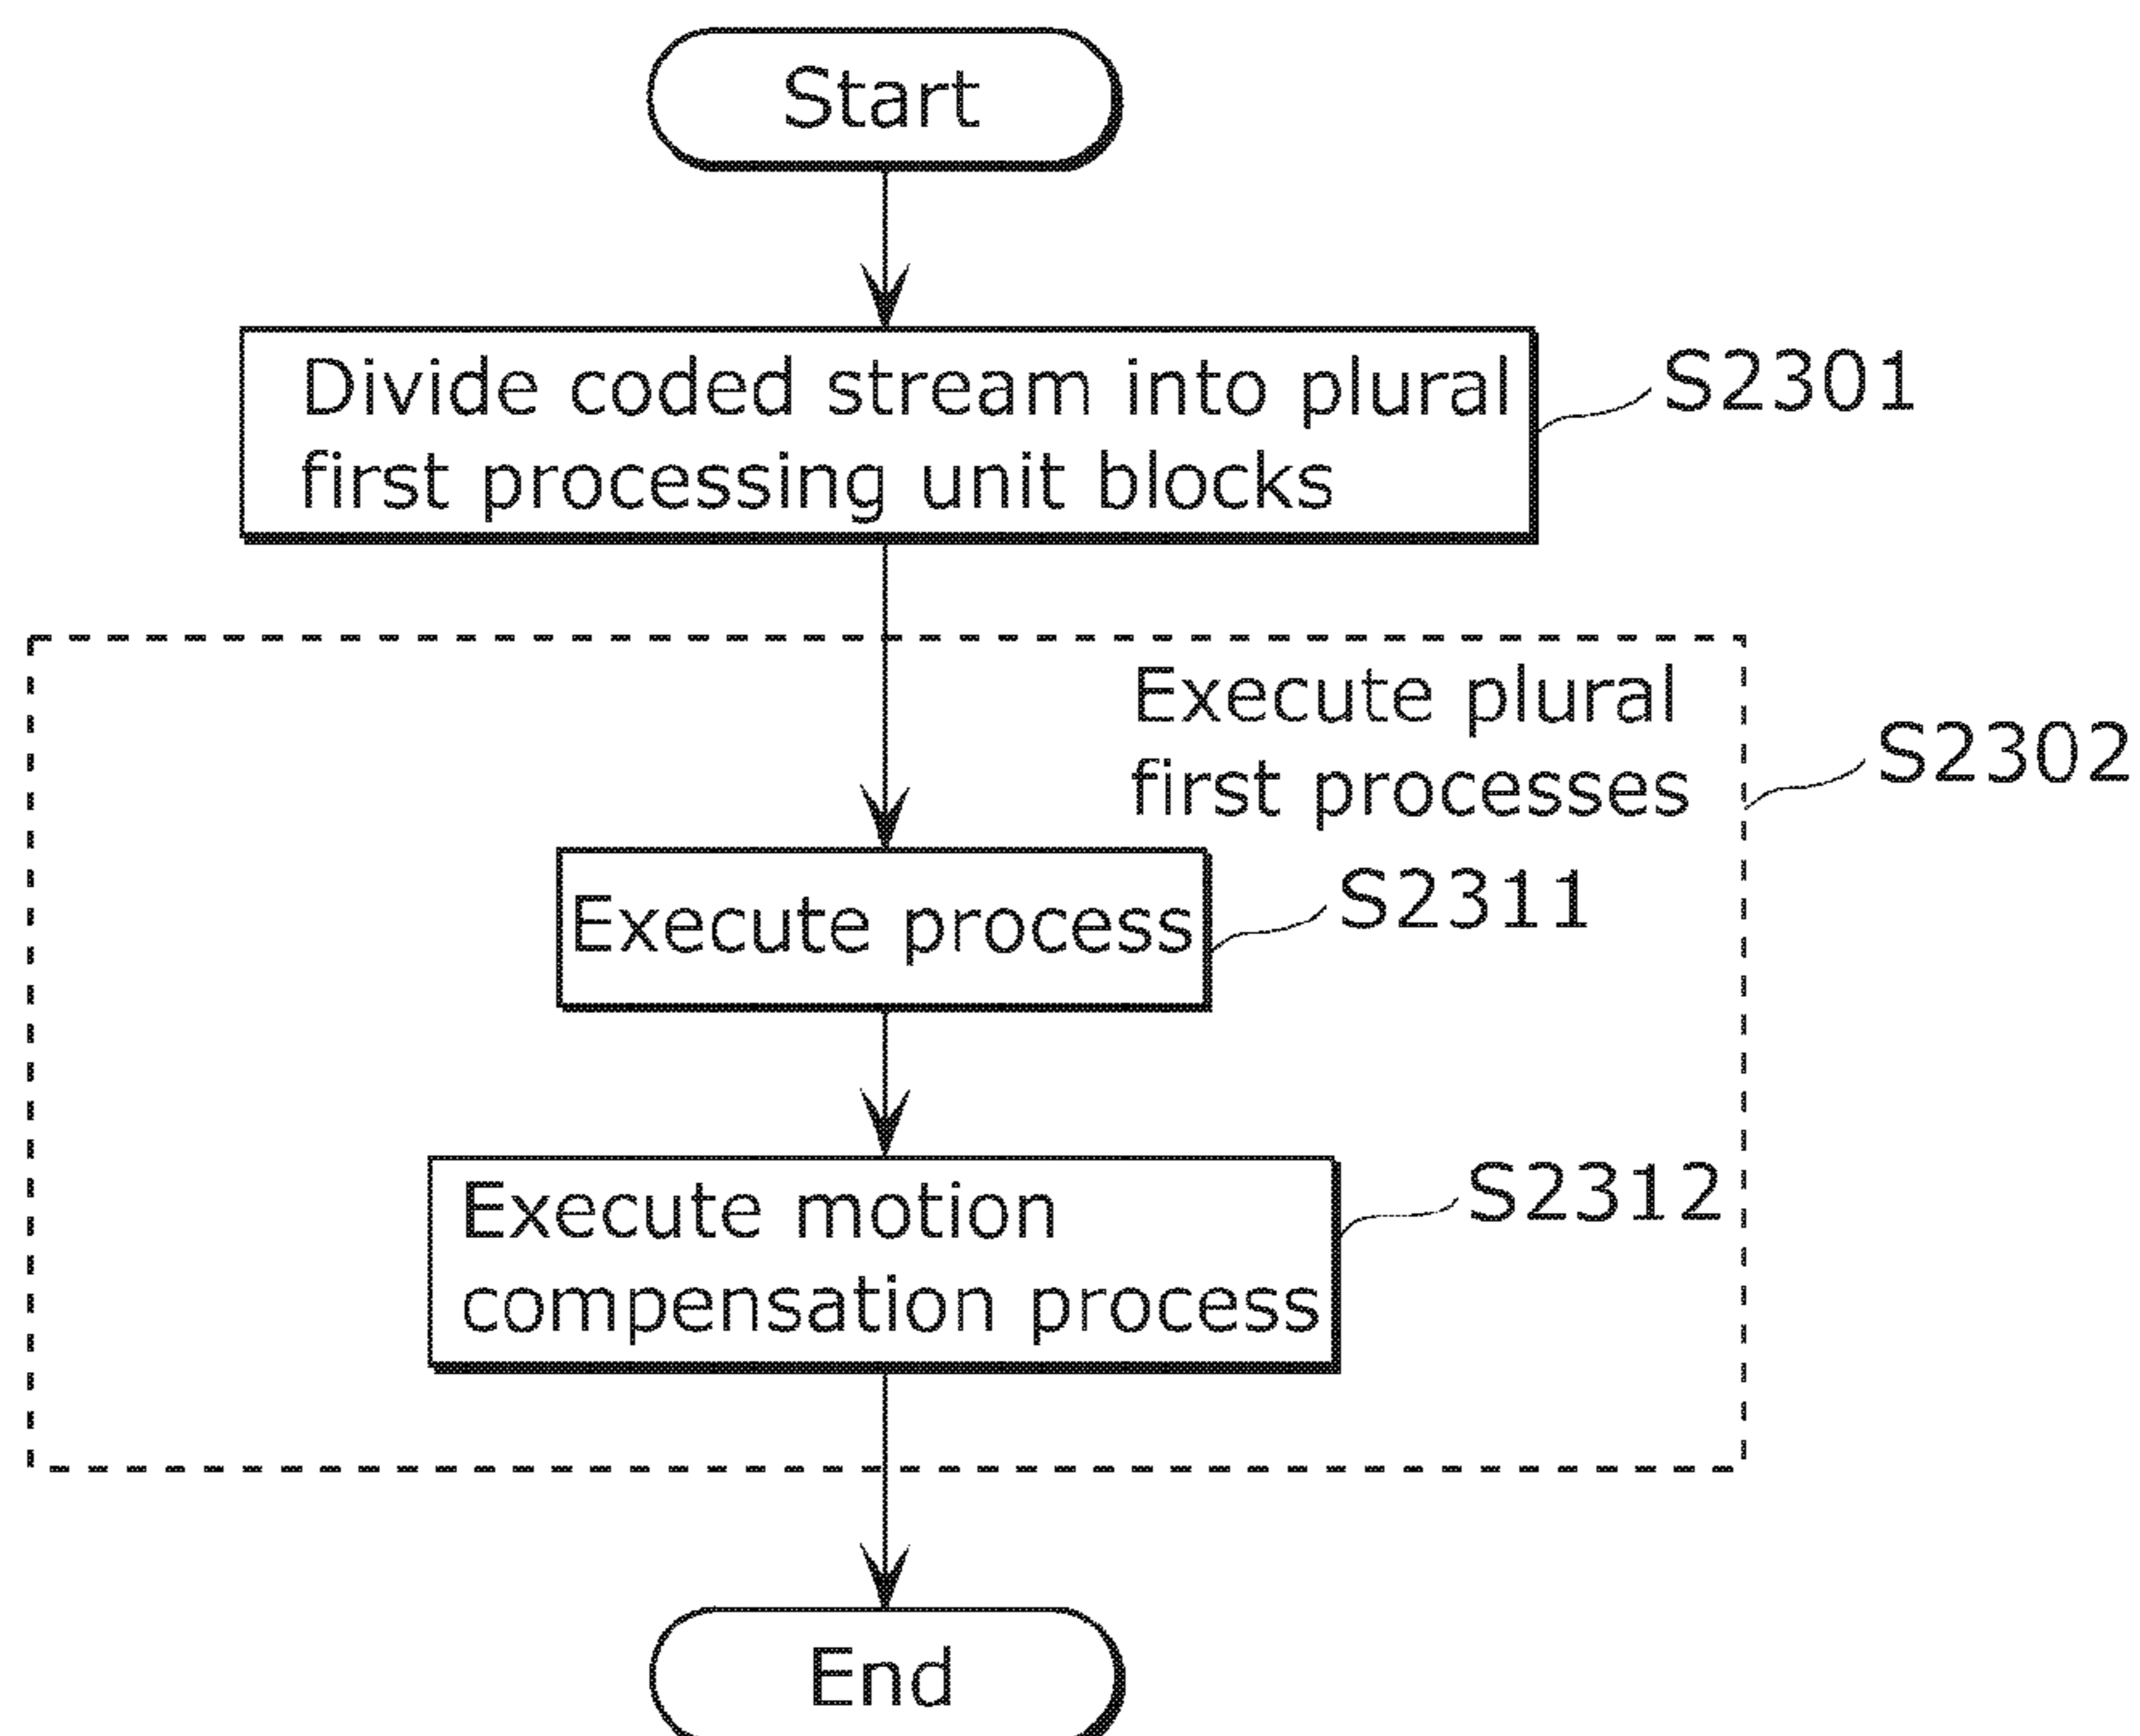 Start
Divide coded stream into plural
first processing unit blocks
S2301
Execute plural
first processes
S2302
Execute process
S2311
Execute motion
compensation process
S2312
End